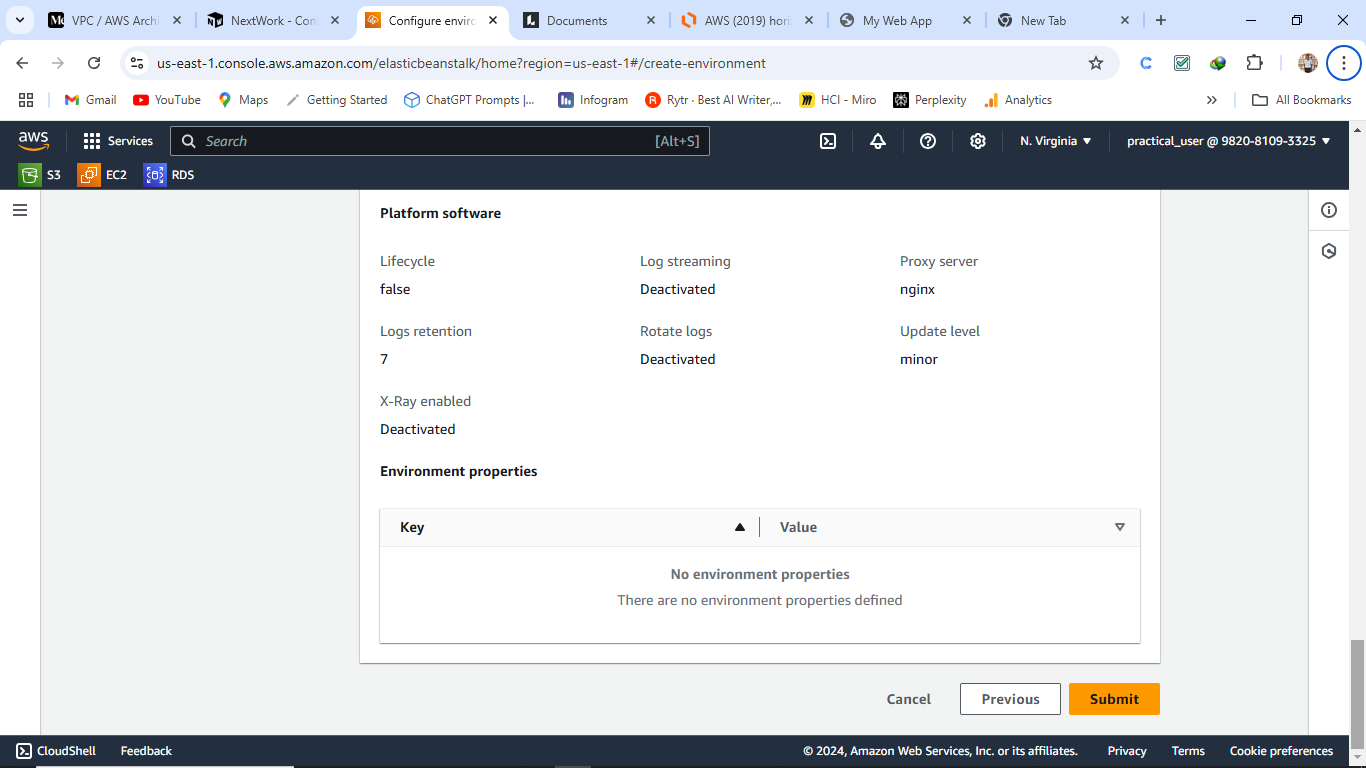 VPC / AWS Archi
NextWork - Con
Configure enviro
Documents
AWS (2019) hori
My Web App
New Tab
us-east-1.console.aws.amazon.com/elasticbeanstalk/home?region=us-east-1#/create-environment
Gmail
YouTube
Maps
Getting Started
ChatGPT Prompts |...
Infogram
Rytr · Best AI Writer,...
HCI - Miro
Perplexity
Analytics
All Bookmarks
aws
Services
Search
[Alt+S]
N. Virginia
practical_user @ 9820-8109-3325
S3
EC2
RDS
Platform software
Lifecycle
false
Log streaming
Deactivated
Proxy server
nginx
Logs retention
7
Rotate logs
Deactivated
Update level
minor
X-Ray enabled
Deactivated
Environment properties
Key
Value
No environment properties
There are no environment properties defined
Cancel
Previous
Submit
CloudShell
Feedback
© 2024, Amazon Web Services, Inc. or its affiliates.
Privacy
Terms
Cookie preferences